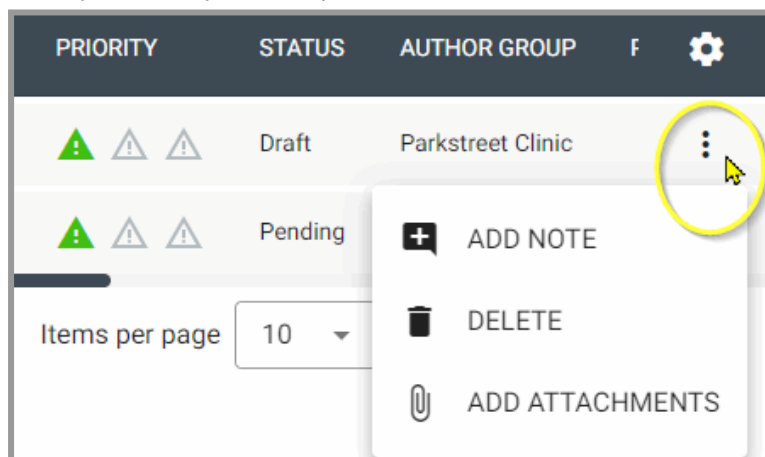 PRIORITY STATUS AUTHOR GROUP
Draft Parkstreet Clinic
Pending
ADD NOTE
DELETE
Items per page 10
ADD ATTACHMENTS